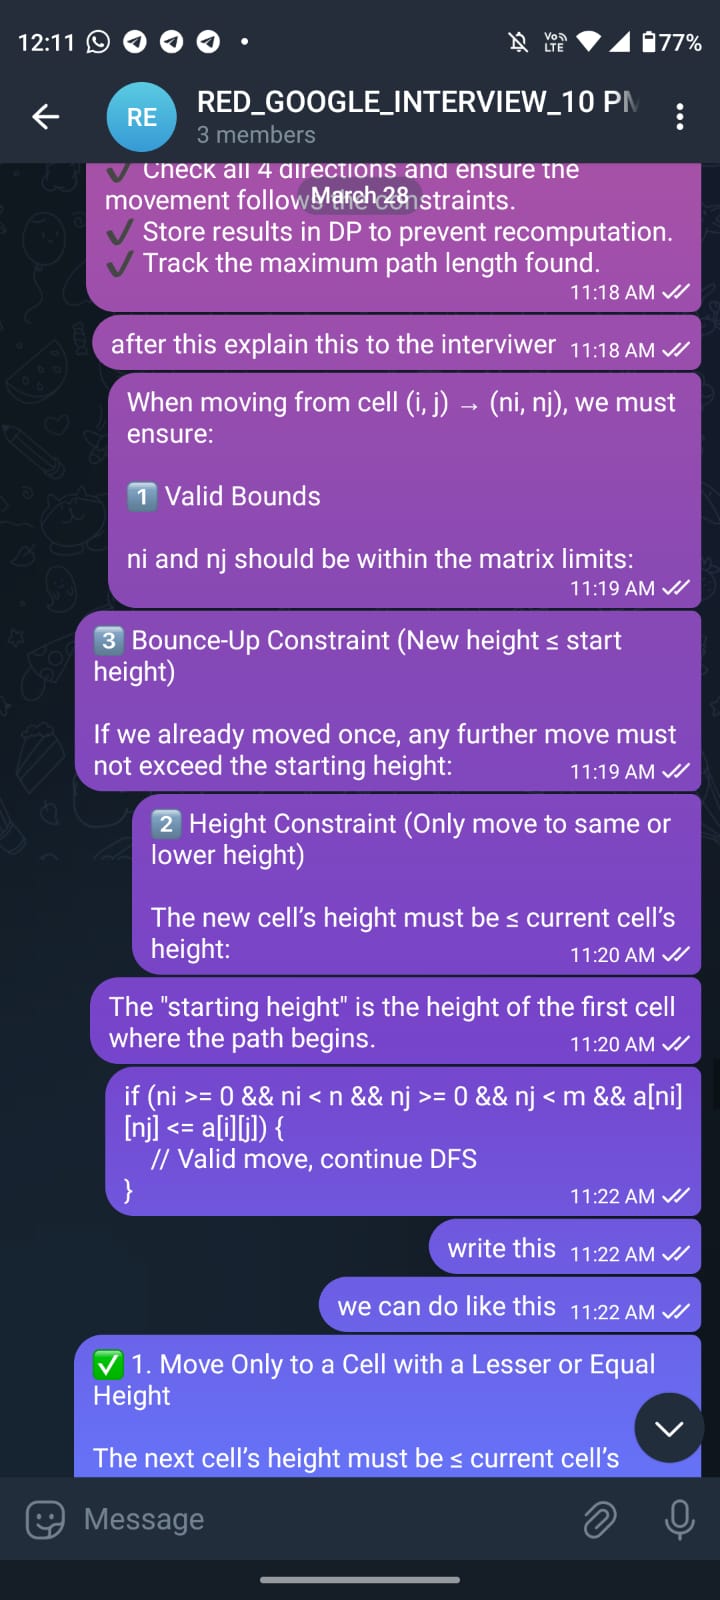 12:11
Vo))
LTE
77%
RE
RED_GOOGLE_INTERVIEW_10 PM
3 members
✔ Check all 4 directions and ensure the
movement follows the constraints.
March 28
✔ Store results in DP to prevent recomputation.
✔ Track the maximum path length found.
11:18 AM
after this explain this to the interviwer 11:18 AM
When moving from cell (i, j) → (ni, nj), we must
ensure:
1️⃣ Valid Bounds
ni and nj should be within the matrix limits:
11:19 AM
3️⃣ Bounce-Up Constraint (New height ≤ start
height)
If we already moved once, any further move must
not exceed the starting height: 11:19 AM
2️⃣ Height Constraint (Only move to same or
lower height)
The new cell’s height must be ≤ current cell’s
height: 11:20 AM
The "starting height" is the height of the first cell
where the path begins. 11:20 AM
if (ni >= 0 && ni < n && nj >= 0 && nj < m && a[ni]
[nj] <= a[i][j]) {
// Valid move, continue DFS
}
11:22 AM
write this 11:22 AM
we can do like this 11:22 AM
✅ 1. Move Only to a Cell with a Lesser or Equal
Height
The next cell’s height must be ≤ current cell’s
Message